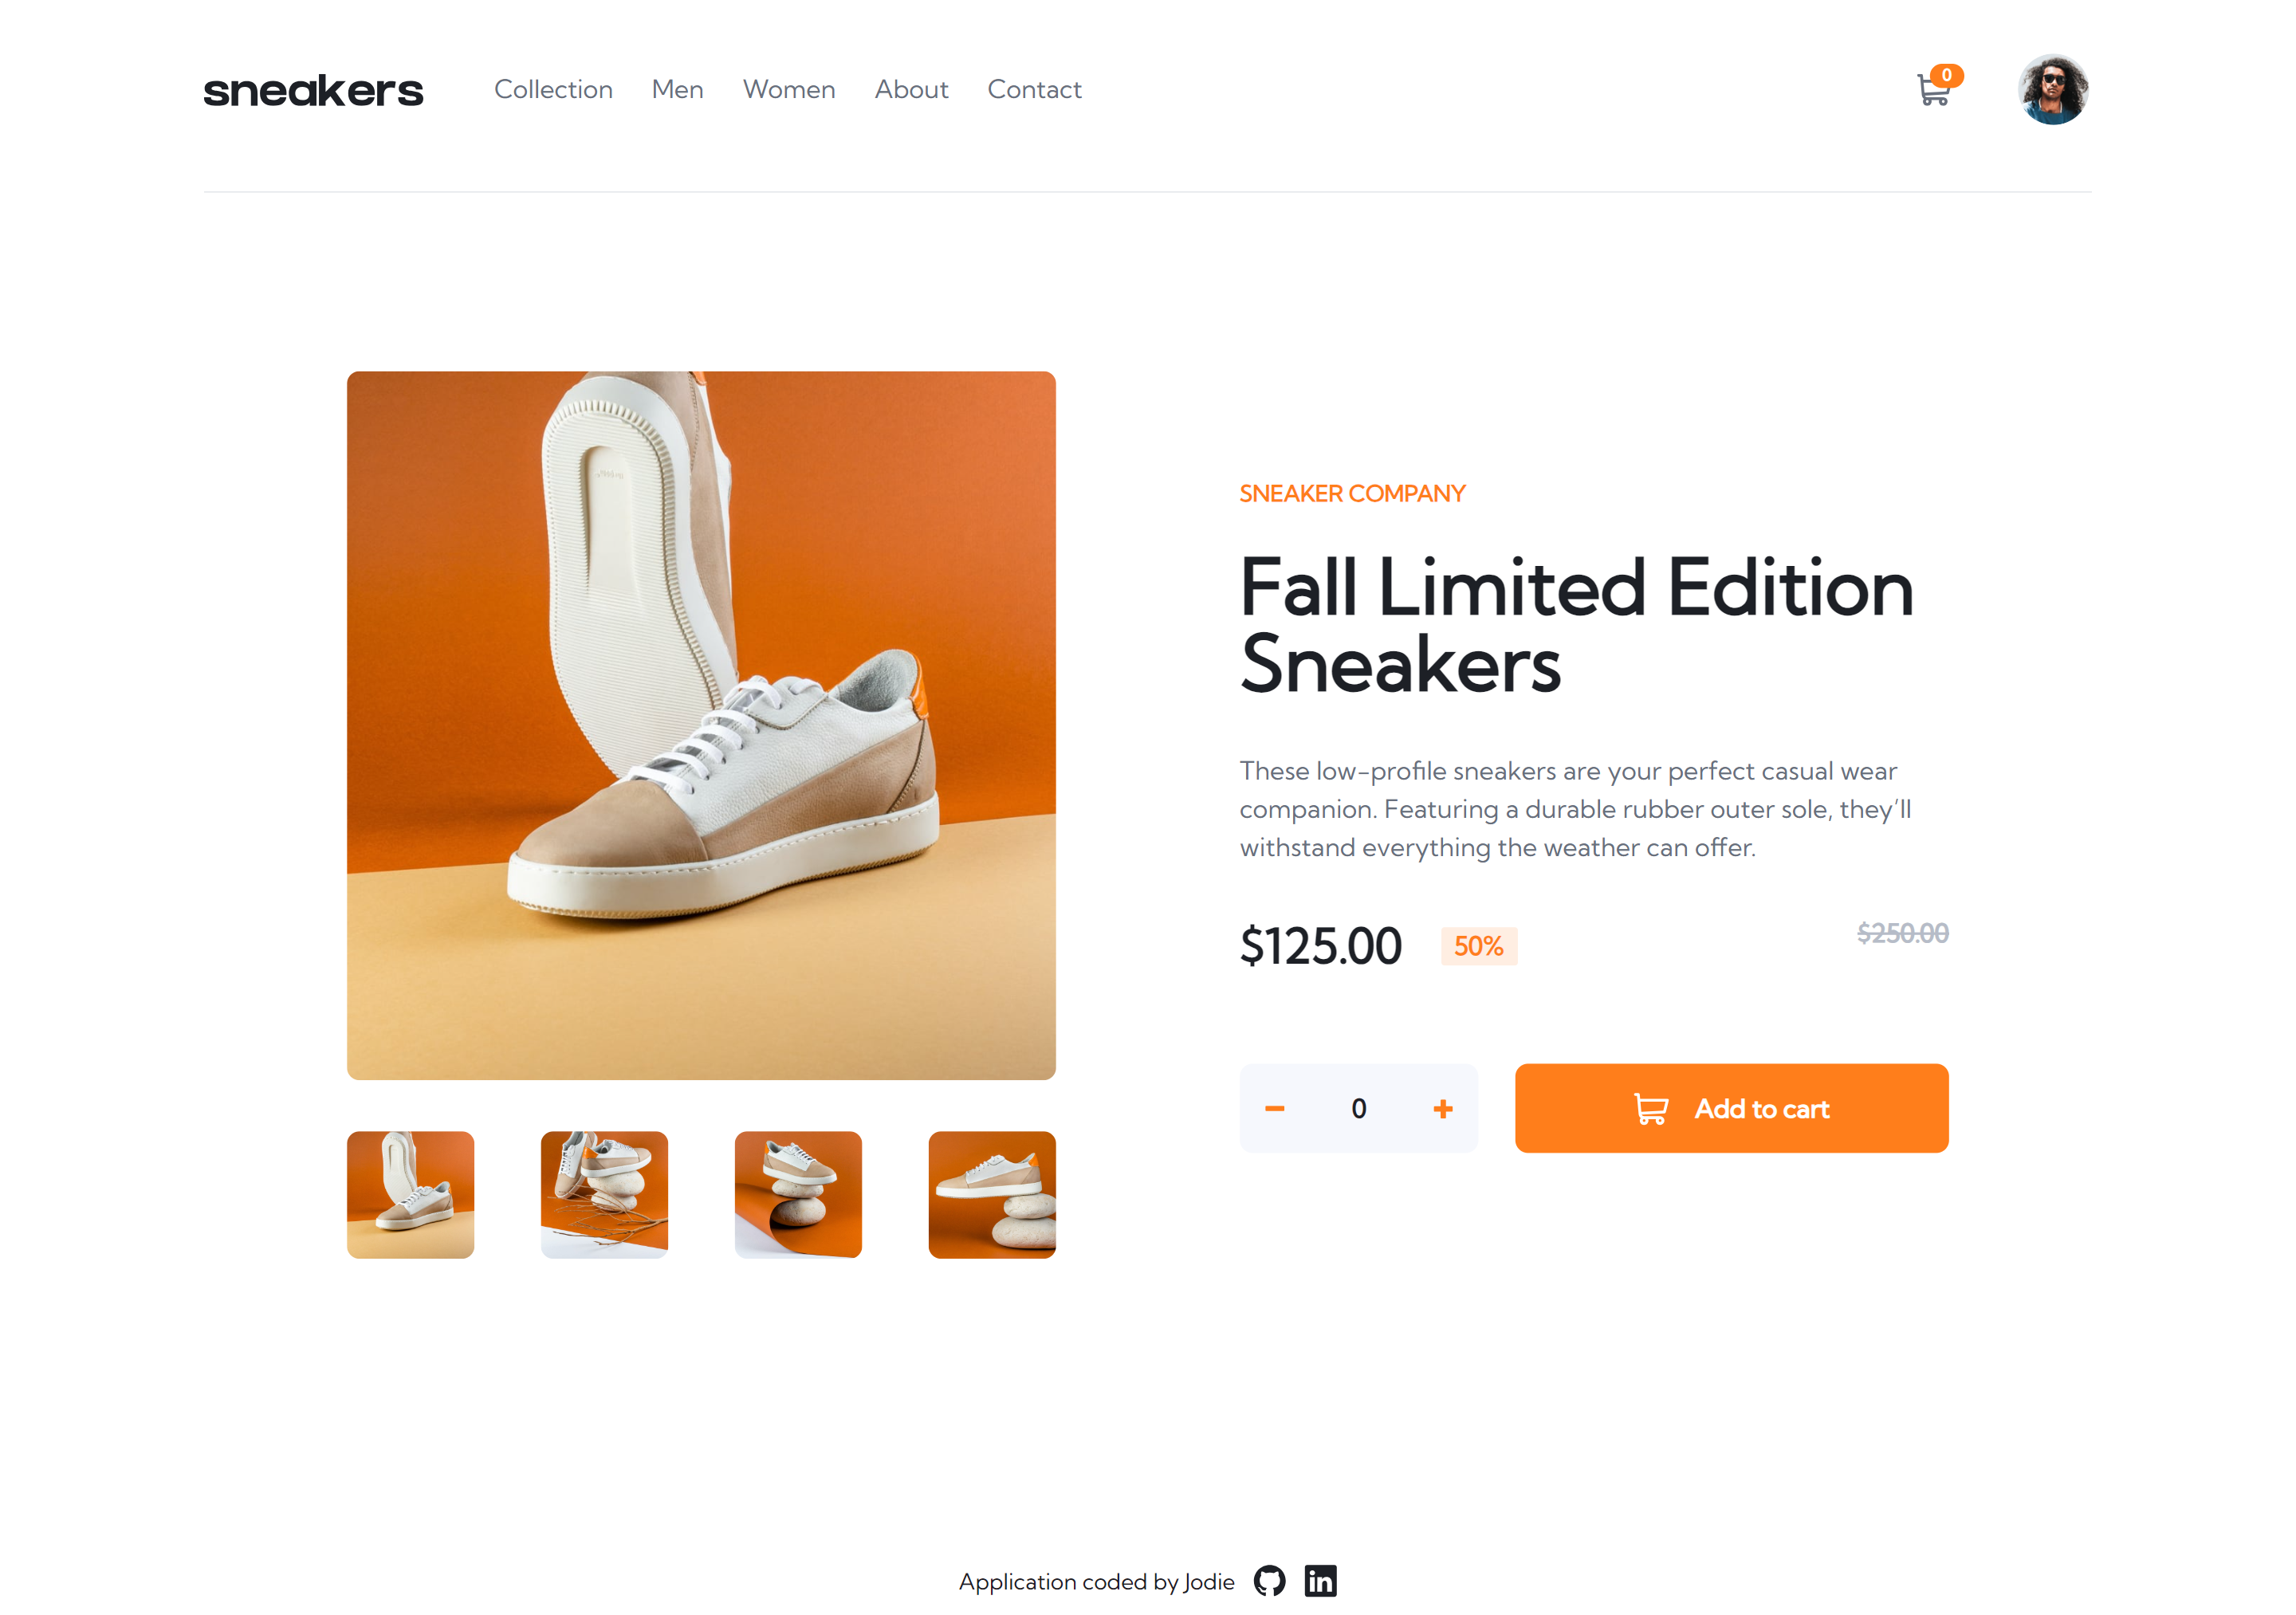 sneakers
Collection Men Women About Contact
0
SNEAKER COMPANY
Fall Limited Edition
Sneakers
These low-profile sneakers are your perfect casual wear
companion. Featuring a durable rubber outer sole, they’ll
withstand everything the weather can offer.
$125.00 50% $250.00
0
Add to cart
Application coded by Jodie
in